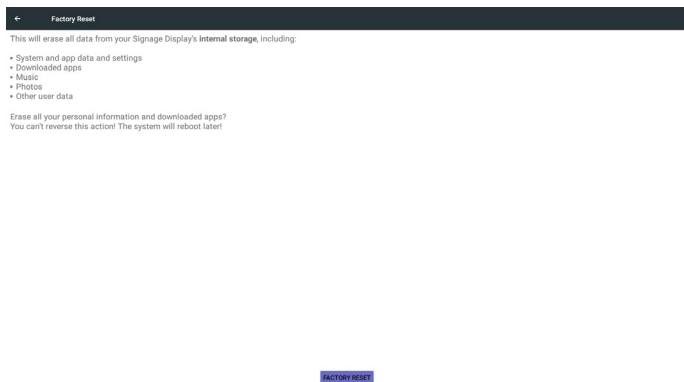 Factory Reset
This will erase all data from your Signage Display's internal storage, including:
• System and app data and settings
• Downloaded apps
• Music
• Photos
• Other user data
Erase all your personal information and downloaded apps?
You can't reverse this action! The system will reboot later!
FACTORY RESET